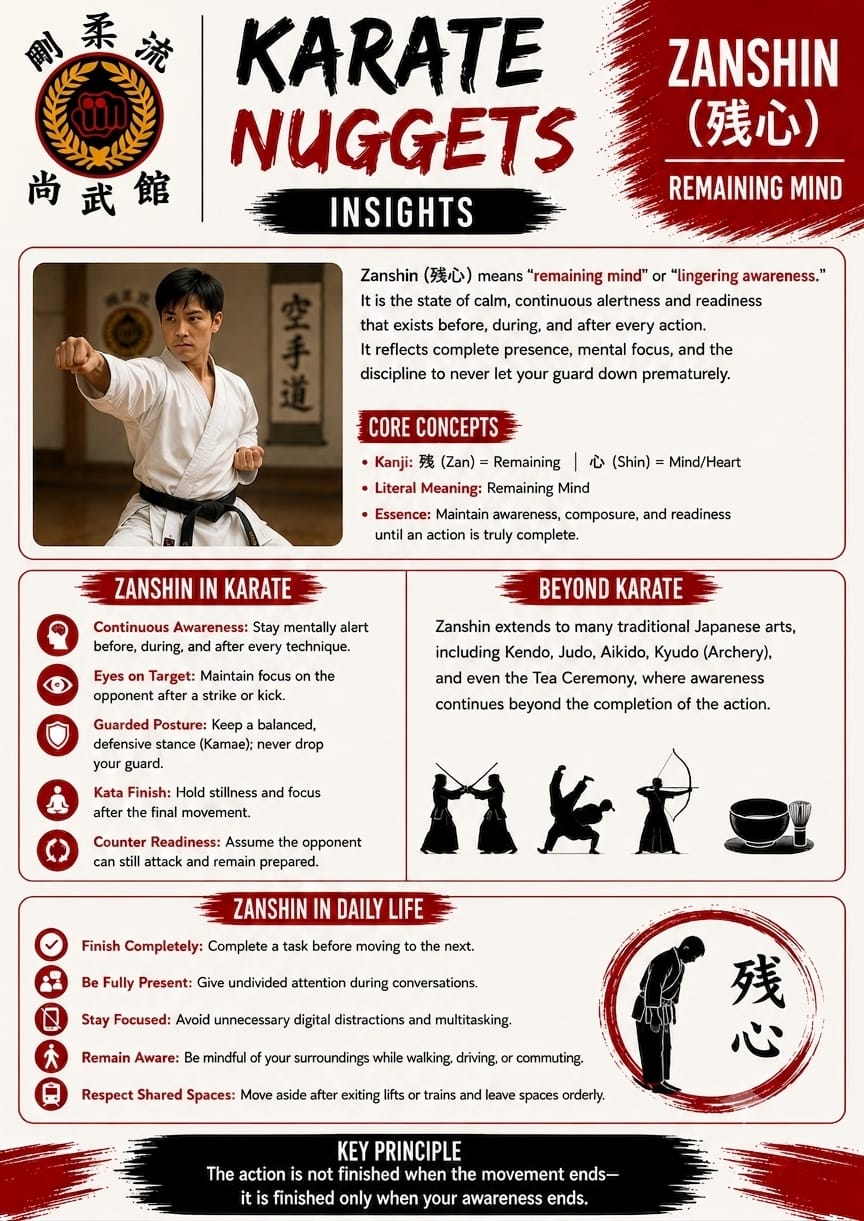 剛柔流
尚武館
KARATE
NUGGETS
INSIGHTS
ZANSHIN
(残心)
REMAINING MIND
空手道
Zanshin (残心) means “remaining mind” or “lingering awareness.”
It is the state of calm, continuous alertness and readiness
that exists before, during, and after every action.
It reflects complete presence, mental focus, and the
discipline to never let your guard down prematurely.
CORE CONCEPTS
• Kanji: 残 (Zan) = Remaining | 心 (Shin) = Mind/Heart
• Literal Meaning: Remaining Mind
• Essence: Maintain awareness, composure, and readiness
until an action is truly complete.
ZANSHIN IN KARATE
Continuous Awareness: Stay mentally alert
before, during, and after every technique.
Eyes on Target: Maintain focus on the
opponent after a strike or kick.
Guarded Posture: Keep a balanced,
defensive stance (Kamae); never drop
your guard.
Kata Finish: Hold stillness and focus
after the final movement.
Counter Readiness: Assume the opponent
can still attack and remain prepared.
BEYOND KARATE
Zanshin extends to many traditional Japanese arts,
including Kendo, Judo, Aikido, Kyudo (Archery),
and even the Tea Ceremony, where awareness
continues beyond the completion of the action.
ZANSHIN IN DAILY LIFE
Finish Completely: Complete a task before moving to the next.
Be Fully Present: Give undivided attention during conversations.
Stay Focused: Avoid unnecessary digital distractions and multitasking.
Remain Aware: Be mindful of your surroundings while walking, driving, or commuting.
Respect Shared Spaces: Move aside after exiting lifts or trains and leave spaces orderly.
残心
KEY PRINCIPLE
The action is not finished when the movement ends—
it is finished only when your awareness ends.